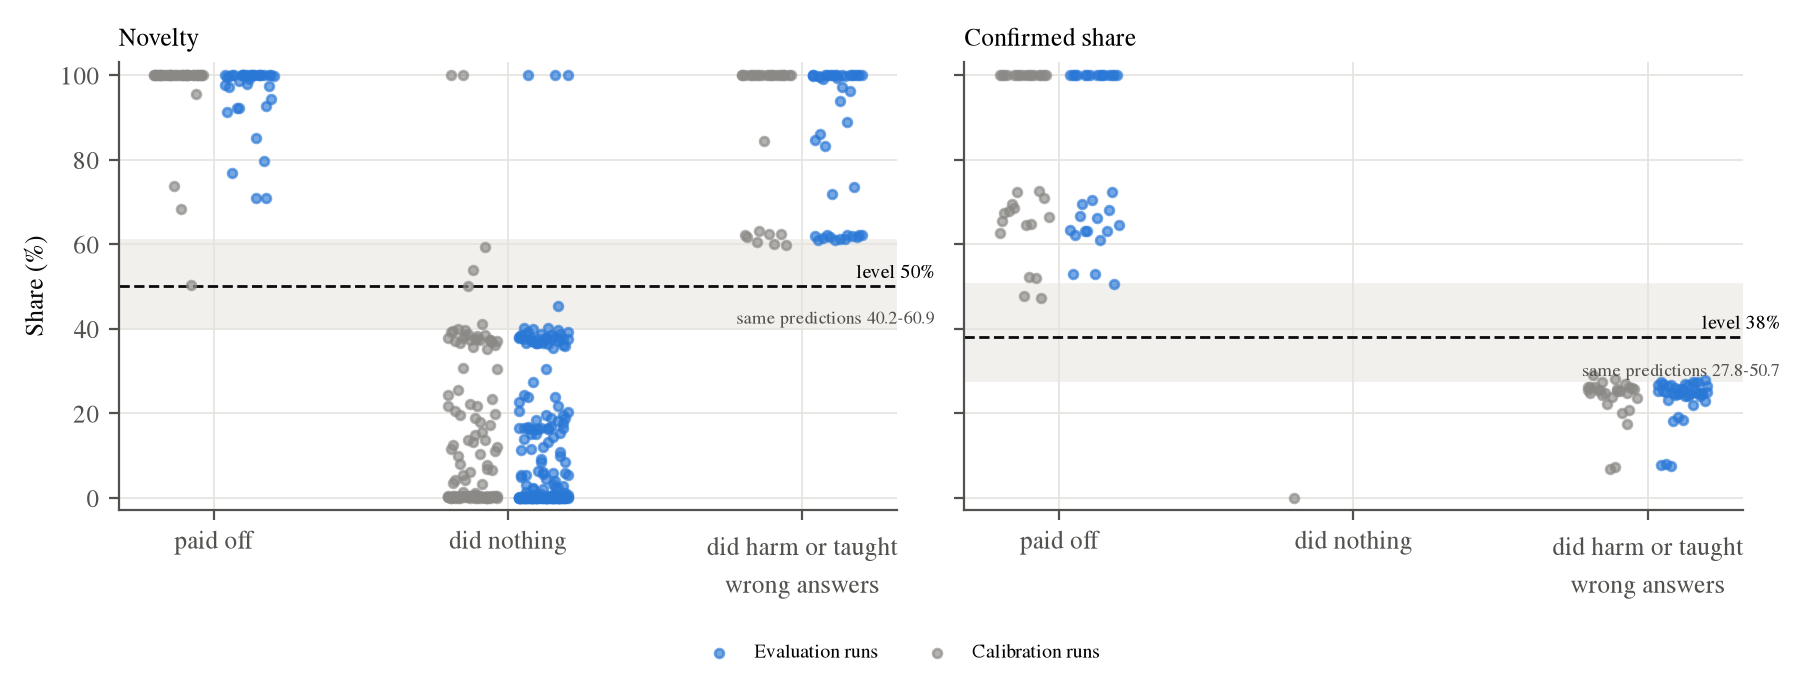 Novelty
Confirmed share
Share (%)
100
80
60
40
20
0
level 50%
same predictions 40.2-60.9
level 38%
same predictions 27.8-50.7
paid off
did nothing
did harm or taught
wrong answers
paid off
did nothing
did harm or taught
wrong answers
Evaluation runs
Calibration runs